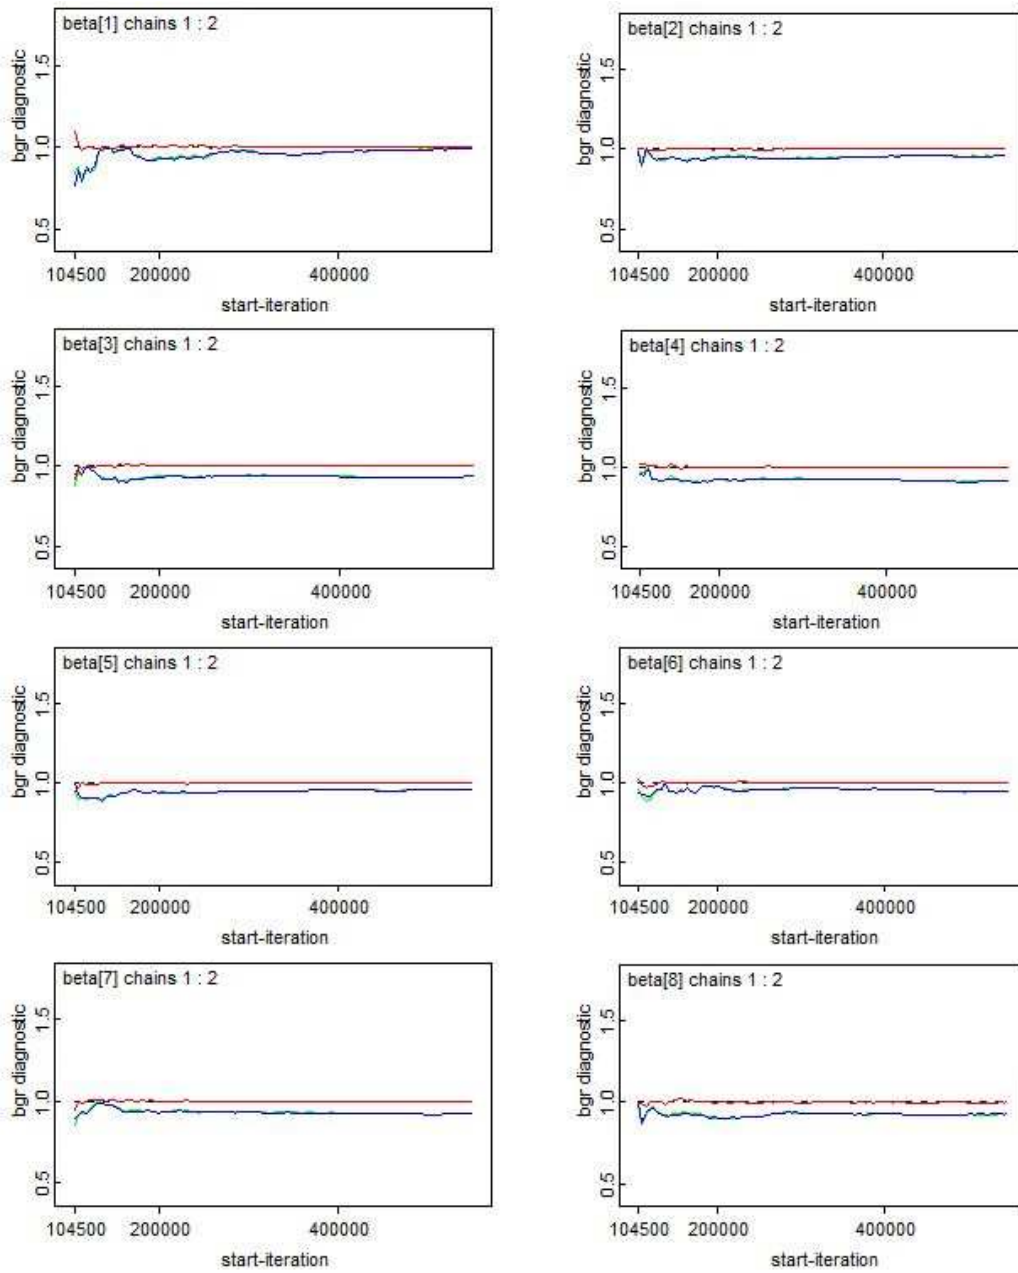 beta[1] chains 1 : 2
bgr diagnostic
1.5
1.0
0.5
104500 200000 400000
start-iteration
beta[2] chains 1 : 2
bgr diagnostic
1.5
1.0
0.5
104500 200000 400000
start-iteration
beta[3] chains 1 : 2
bgr diagnostic
1.5
1.0
0.5
104500 200000 400000
start-iteration
beta[4] chains 1 : 2
bgr diagnostic
1.5
1.0
0.5
104500 200000 400000
start-iteration
beta[5] chains 1 : 2
bgr diagnostic
1.5
1.0
0.5
104500 200000 400000
start-iteration
beta[6] chains 1 : 2
bgr diagnostic
1.5
1.0
0.5
104500 200000 400000
start-iteration
beta[7] chains 1 : 2
bgr diagnostic
1.5
1.0
0.5
104500 200000 400000
start-iteration
beta[8] chains 1 : 2
bgr diagnostic
1.5
1.0
0.5
104500 200000 400000
start-iteration